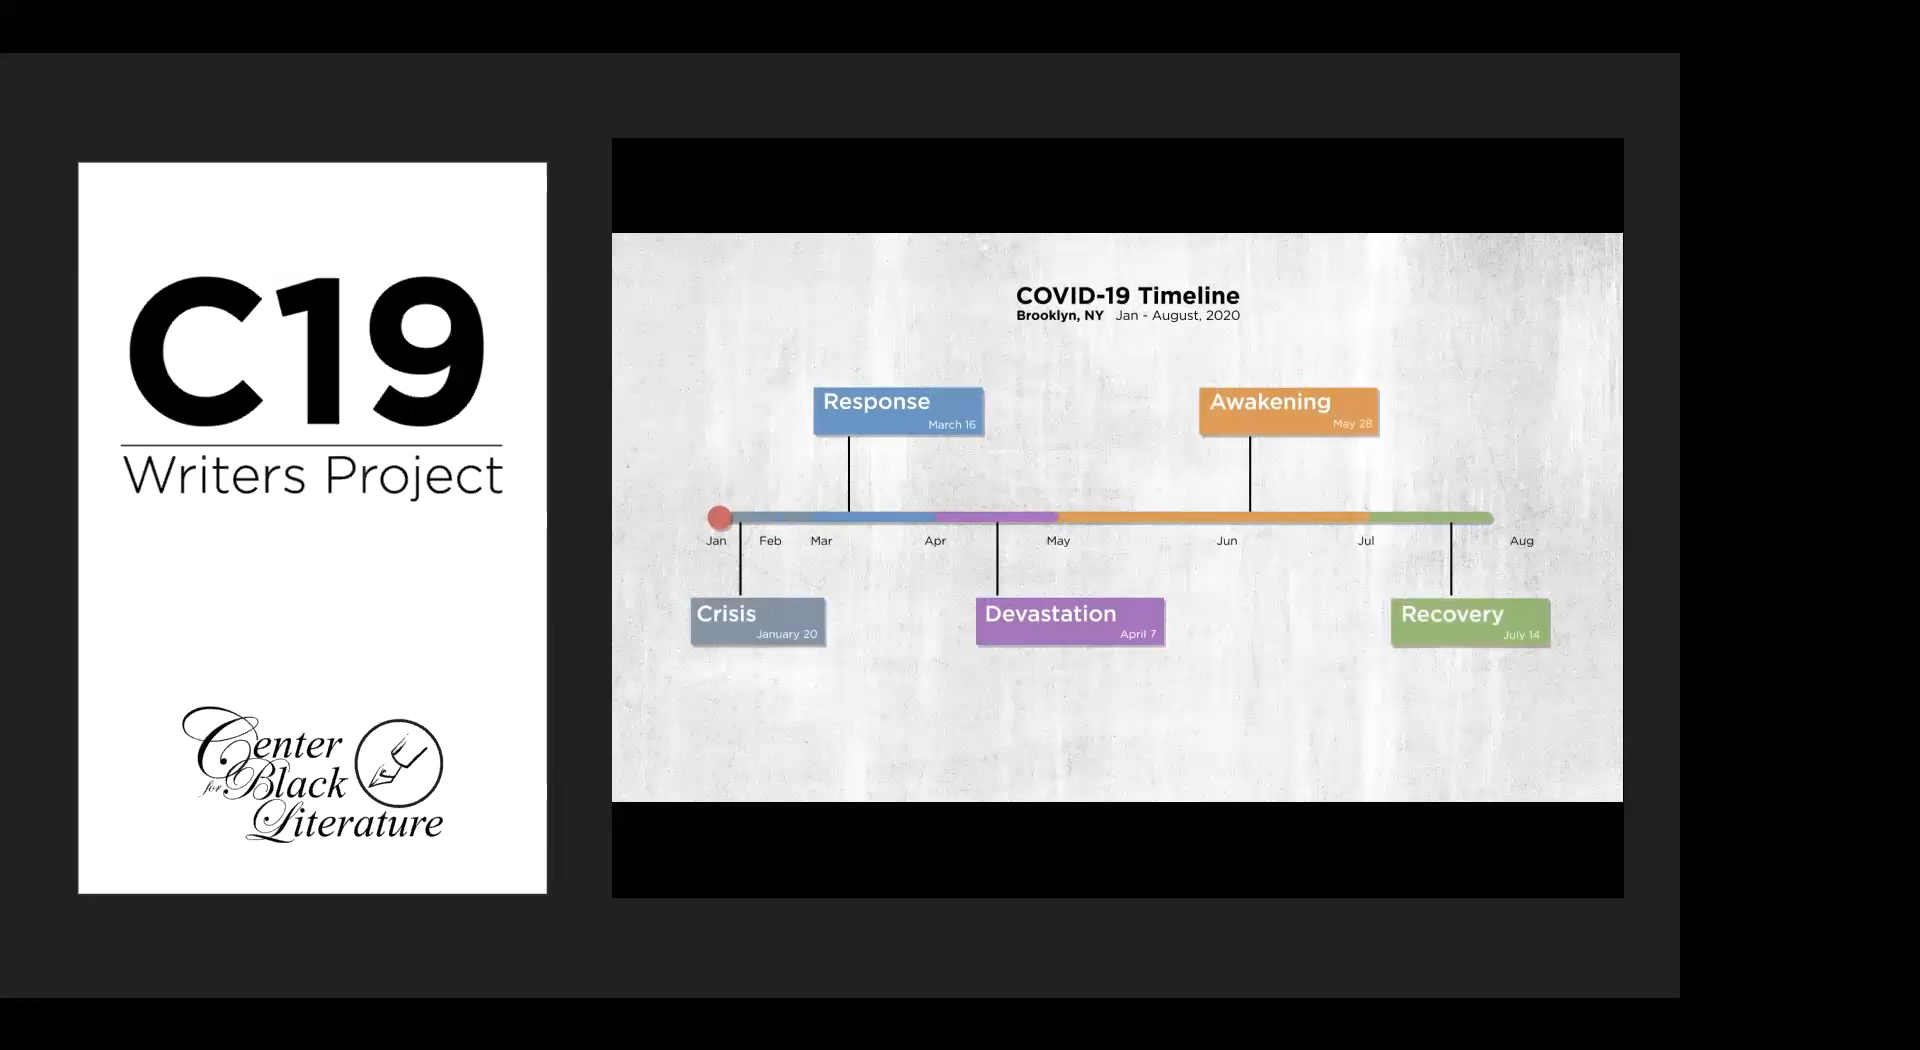 C19
Writers Project
Center
for Black
Literature
COVID-19 Timeline
Brooklyn, NY Jan - August, 2020
Response
March 16
Awakening
May 28
Jan Feb Mar Apr May Jun Jul Aug
Crisis
January 20
Devastation
April 7
Recovery
July 14